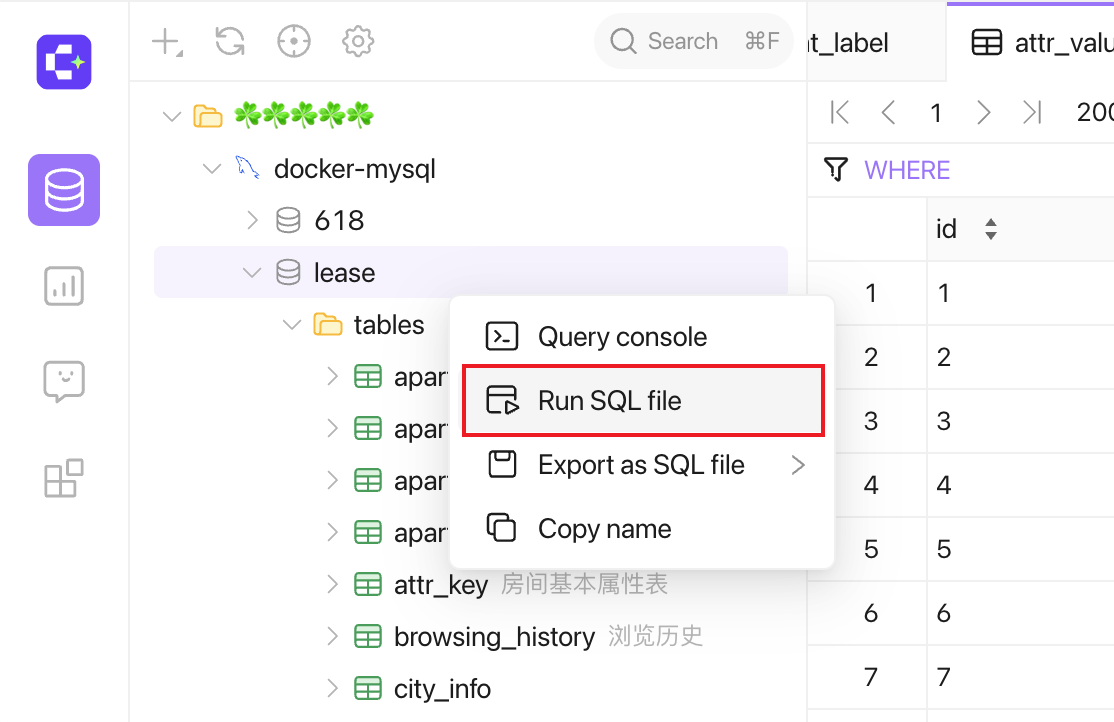 Search ⌘F
t_label
attr_valu
1
200
WHERE
id
☘☘☘☘☘
docker-mysql
618
lease
tables
apar
apar
apar
apar
attr_key 房间基本属性表
browsing_history 浏览历史
city_info
Query console
Run SQL file
Export as SQL file
Copy name
1 1
2 2
3 3
4 4
5 5
6 6
7 7